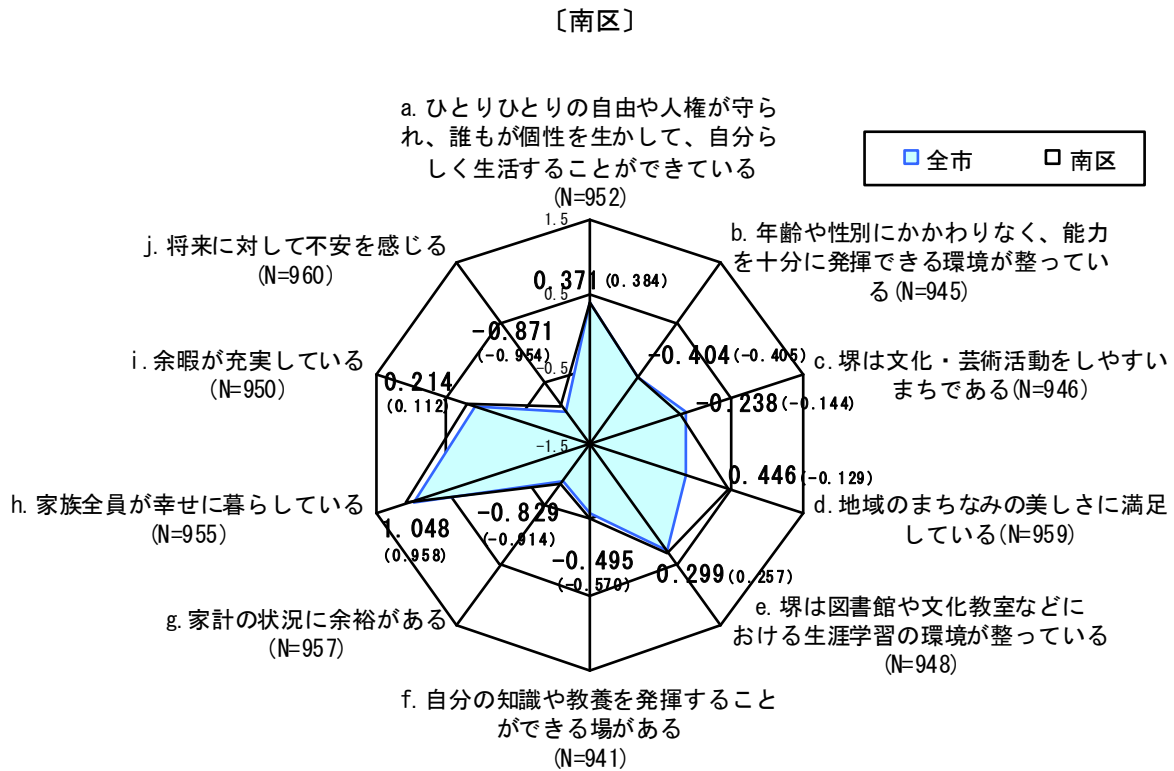 〔南区〕
a. ひとりひとりの自由や人権が守ら
れ、誰もが個性を生かして、自分ら
しく生活することができている
(N=952)
全市 南区
1.5
j. 将来に対して不安を感じる
(N=960)
b. 年齢や性別にかかわりなく、能力
を十分に発揮できる環境が整ってい
る(N=945)
0.371(0.384)
0.5
-0.871
(-0.954)
-0.5
-0.404(-0.405)
i. 余暇が充実している
(N=950)
c. 堺は文化・芸術活動をしやすい
まちである(N=946)
0.214
(0.112)
-0.238(-0.144)
-1.5
0.446(-0.129)
h. 家族全員が幸せに暮らしている
(N=955)
d. 地域のまちなみの美しさに満足
している(N=959)
1.048
(0.958)
-0.829
(-0.914)
-0.495
(-0.570)
0.299(0.257)
g. 家計の状況に余裕がある
(N=957)
e. 堺は図書館や文化教室などに
おける生涯学習の環境が整っている
(N=948)
f. 自分の知識や教養を発揮すること
ができる場がある
(N=941)